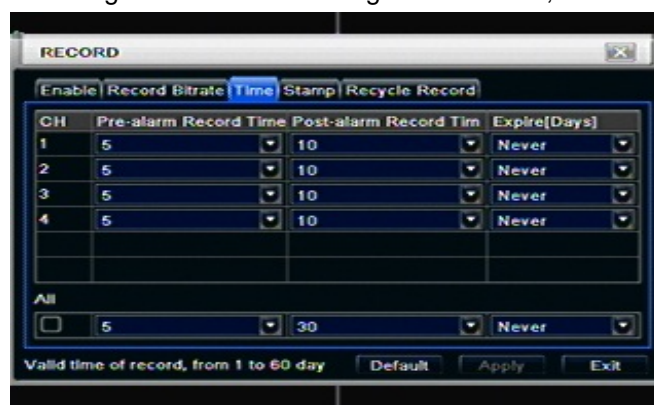 RECORD
Enable Record Bitrate Time Stamp Recycle Record
CH Pre-alarm Record Time Post-alarm Record Tim Expire[Days]
1 5 10 Never
2 5 10 Never
3 5 10 Never
4 5 10 Never
All
5 30 Never
Valid time of record, from 1 to 60 day Default Apply Exit